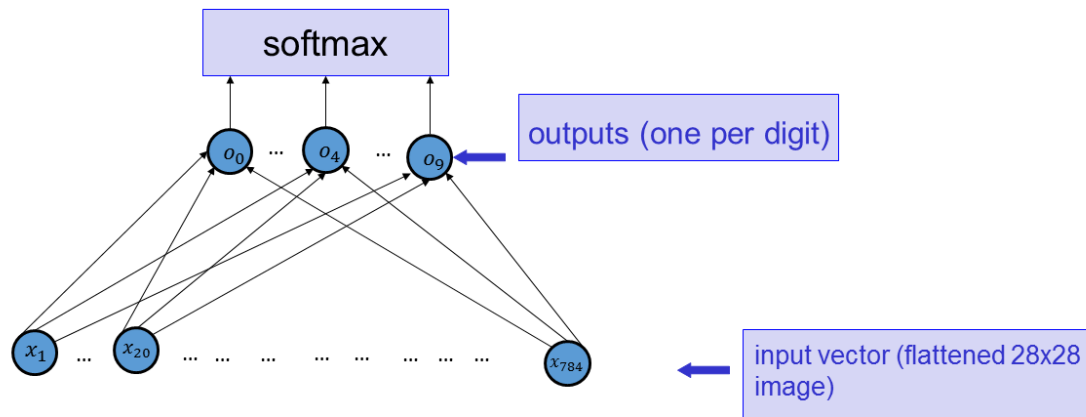 softmax
o₀ ... o₄ ... o₉
outputs (one per digit)
x₁ ... x₂₀ ... ... ... ... ... ... ... ... x₇₈₄
input vector (flattened 28x28
image)